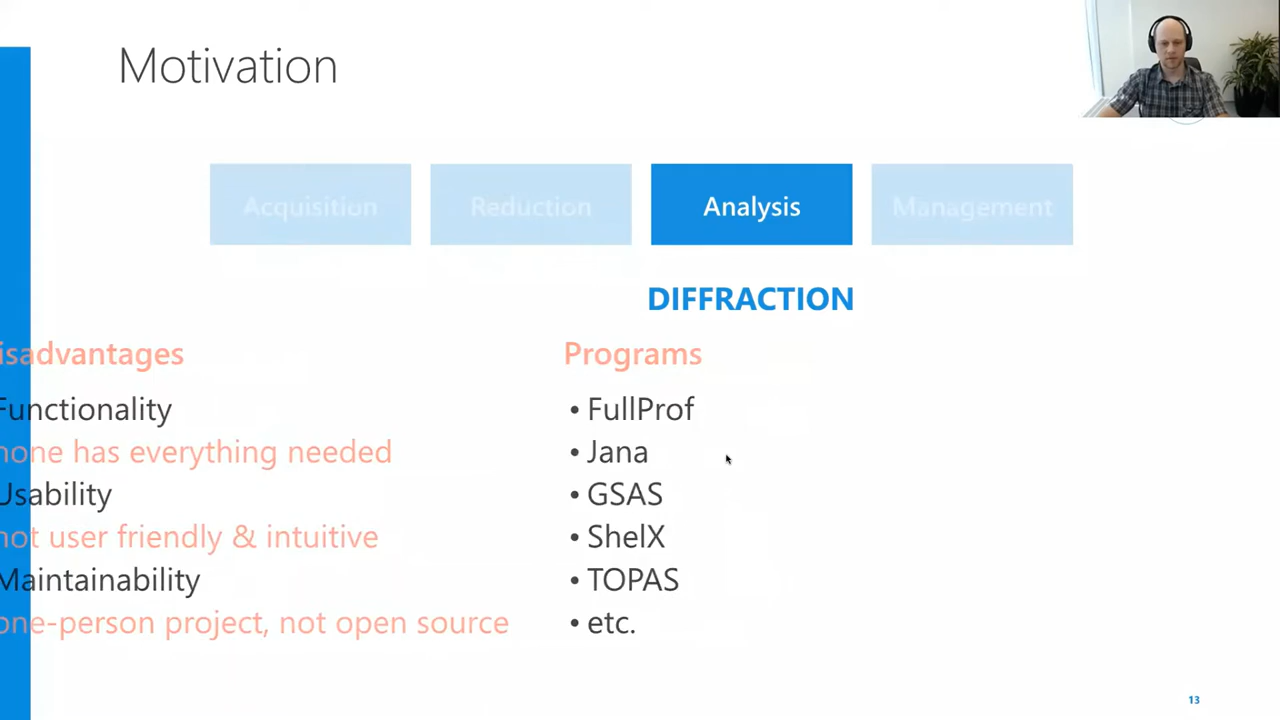 Motivation
Acquisition
Reduction
Analysis
Management
DIFFRACTION
isadvantages
Functionality
none has everything needed
Usability
not user friendly & intuitive
Maintainability
one-person project, not open source
Programs
• FullProf
• Jana
• GSAS
• ShelX
• TOPAS
• etc.
13